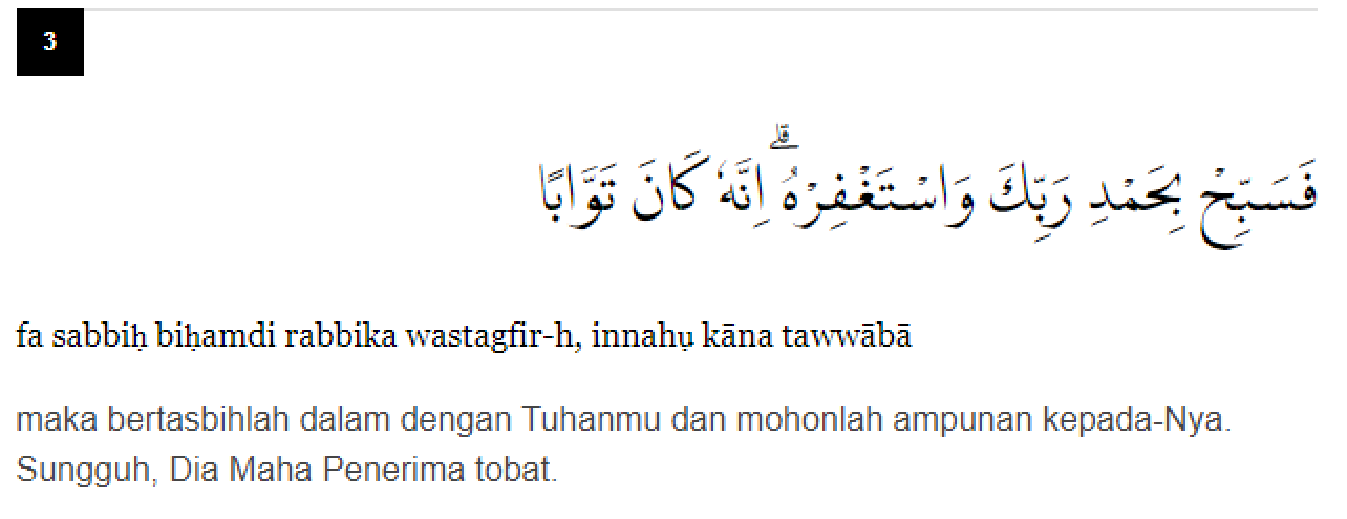 3
فَسَبِّحْ بِحَمْدِ رَبِّكَ وَاسْتَغْفِرْهُۗ اِنَّهٗ كَانَ تَوَّابًا
fa sabbiḥ biḥamdi rabbika wastagfir-h, innahụ kāna tawwābā
maka bertasbihlah dalam dengan Tuhanmu dan mohonlah ampunan kepada-Nya.
Sungguh, Dia Maha Penerima tobat.